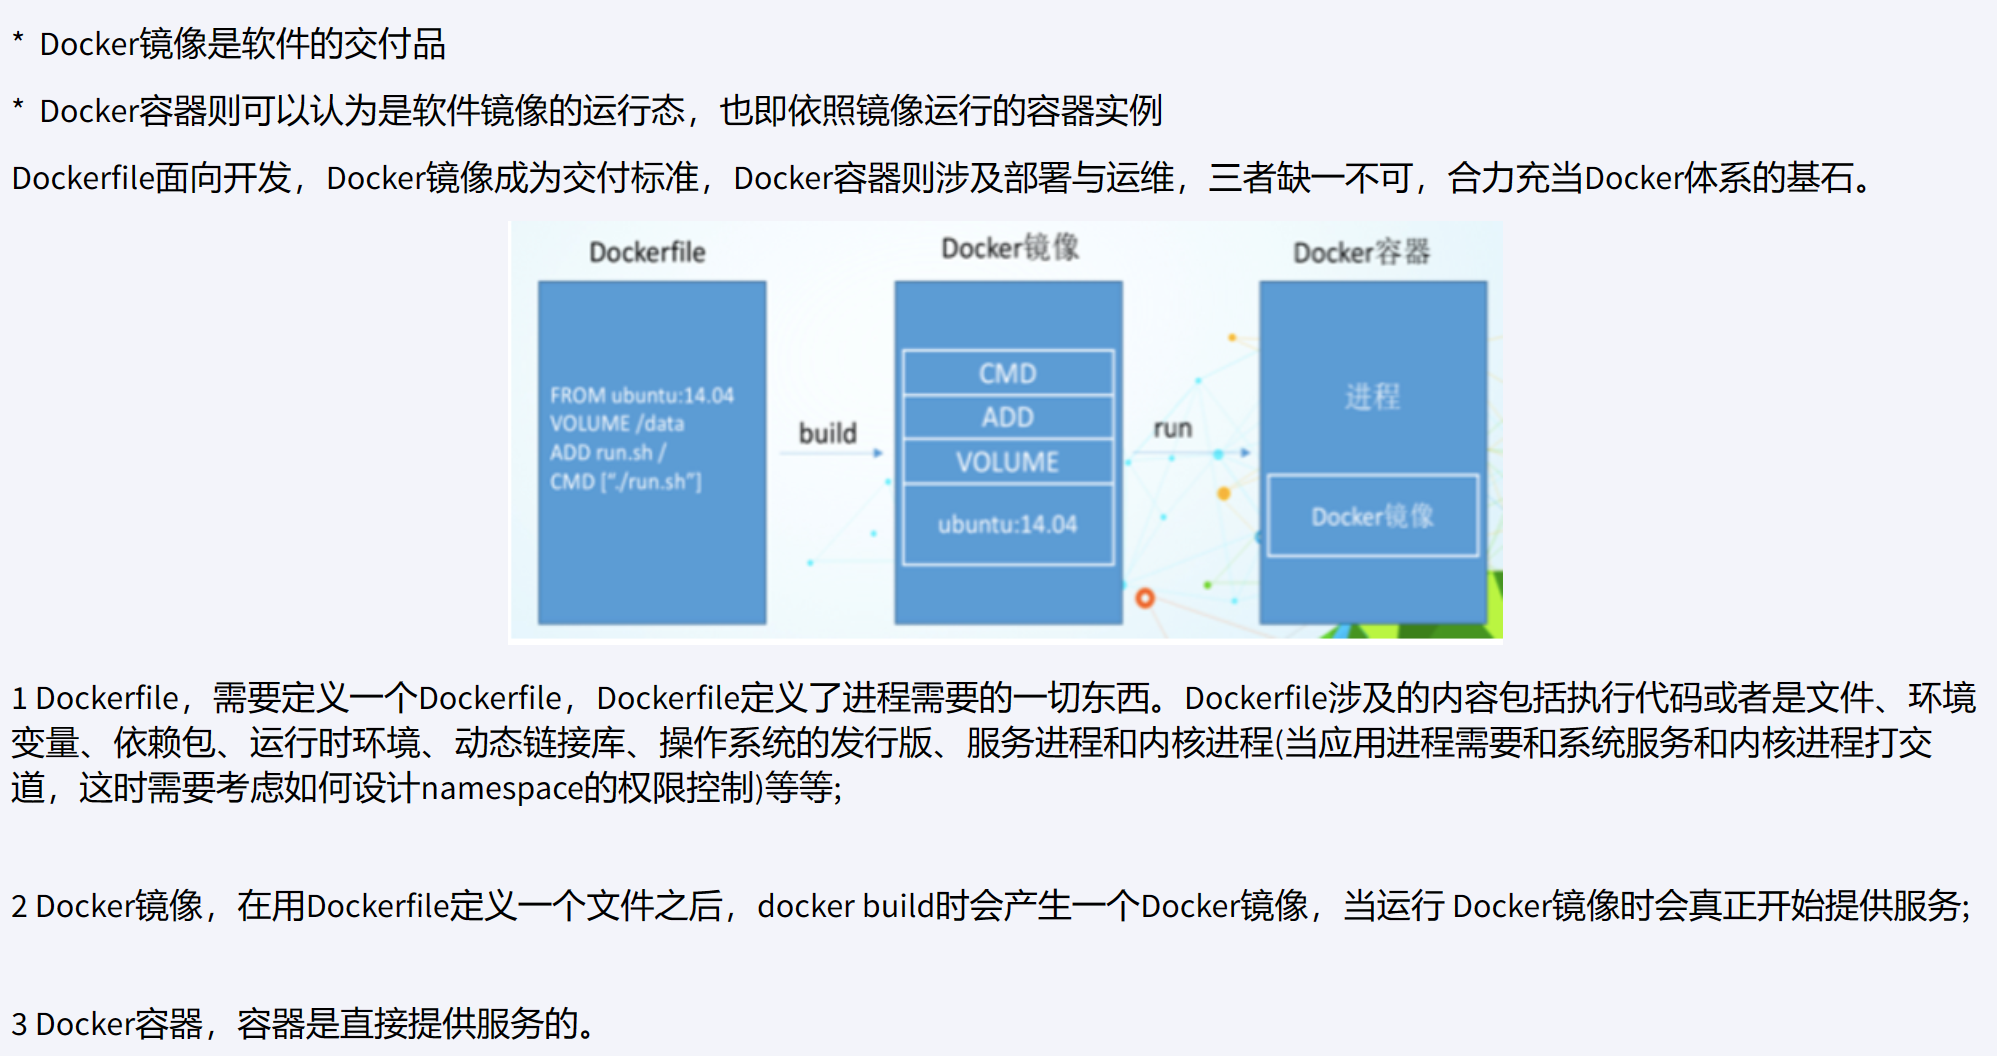 * Docker镜像是软件的交付品
* Docker容器则可以认为是软件镜像的运行态，也即依照镜像运行的容器实例
Dockerfile面向开发，Docker镜像成为交付标准，Docker容器则涉及部署与运维，三者缺一不可，合力充当Docker体系的基石。
Dockerfile
FROM ubuntu:14.04
VOLUME /data
ADD run.sh /
CMD [“./run.sh”]
build
Docker镜像
CMD
ADD
VOLUME
ubuntu:14.04
run
Docker容器
进程
Docker镜像
1 Dockerfile，需要定义一个Dockerfile，Dockerfile定义了进程需要的一切东西。Dockerfile涉及的内容包括执行代码或者是文件、环境
变量、依赖包、运行时环境、动态链接库、操作系统的发行版、服务进程和内核进程(当应用进程需要和系统服务和内核进程打交
道，这时需要考虑如何设计namespace的权限控制)等等;
2 Docker镜像，在用Dockerfile定义一个文件之后，docker build时会产生一个Docker镜像，当运行 Docker镜像时会真正开始提供服务;
3 Docker容器，容器是直接提供服务的。